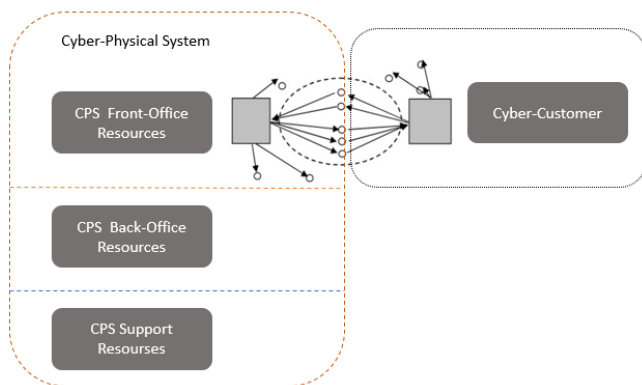 Cyber-Physical System
CPS Front-Office
Resources
Cyber-Customer
CPS Back-Office
Resources
CPS Support
Resourses